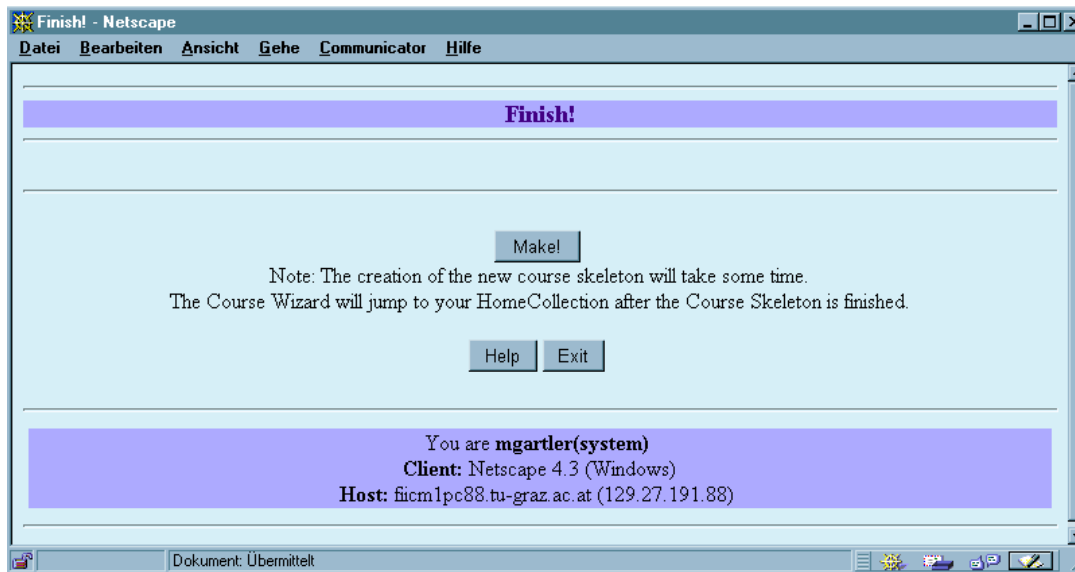 Finish! - Netscape
Datei Bearbeiten Ansicht Gehe Communicator Hilfe
Finish!
Make!
Note: The creation of the new course skeleton will take some time.
The Course Wizard will jump to your HomeCollection after the Course Skeleton is finished.
Help Exit
You are mgartler(system)
Client: Netscape 4.3 (Windows)
Host: fiicm1pc88.tu-graz.ac.at (129.27.191.88)
Dokument: Übermittelt